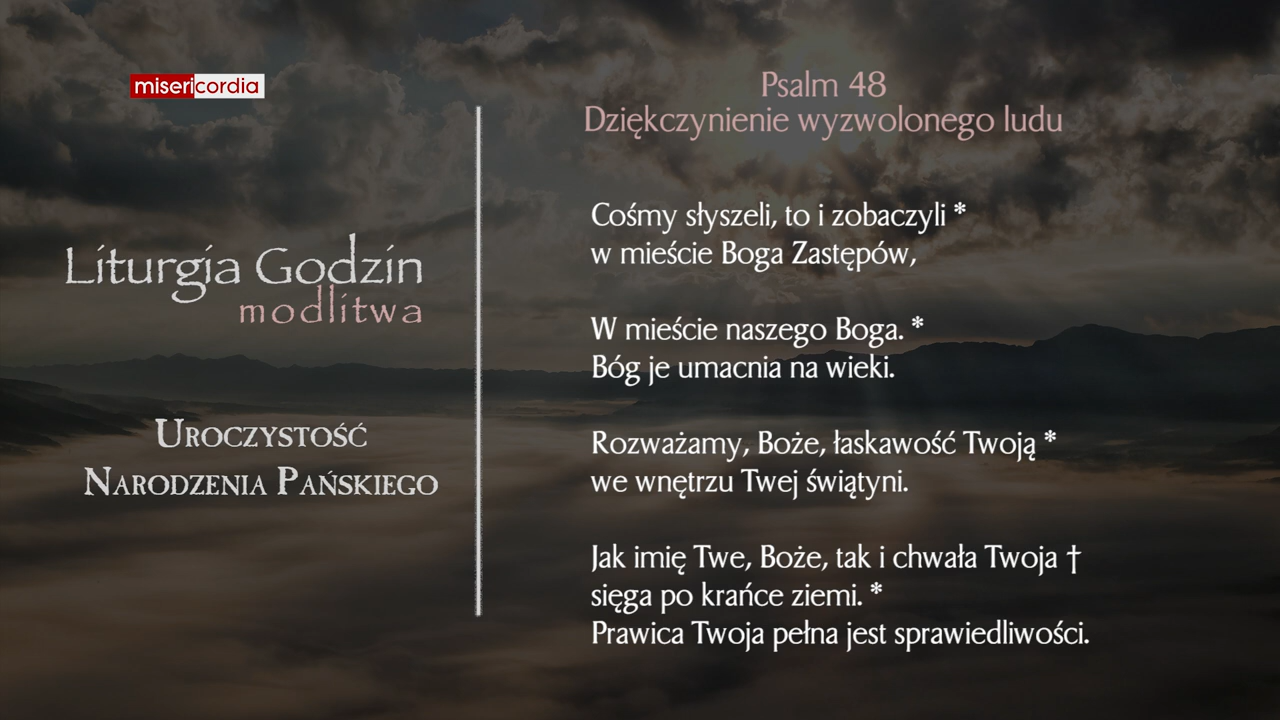 misericordia
Liturgia Godzin
modlitwa
Uroczystość
Narodzenia Pańskiego
Psalm 48
Dziękczynienie wyzwolonego ludu
Cośmy słyszeli, to i zobaczyli *
w mieście Boga Zastępów,
W mieście naszego Boga. *
Bóg je umacnia na wieki.
Rozważamy, Boże, łaskawość Twoją *
we wnętrzu Twej świątyni.
Jak imię Twe, Boże, tak i chwała Twoja †
sięga po krańce ziemi. *
Prawica Twoja pełna jest sprawiedliwości.